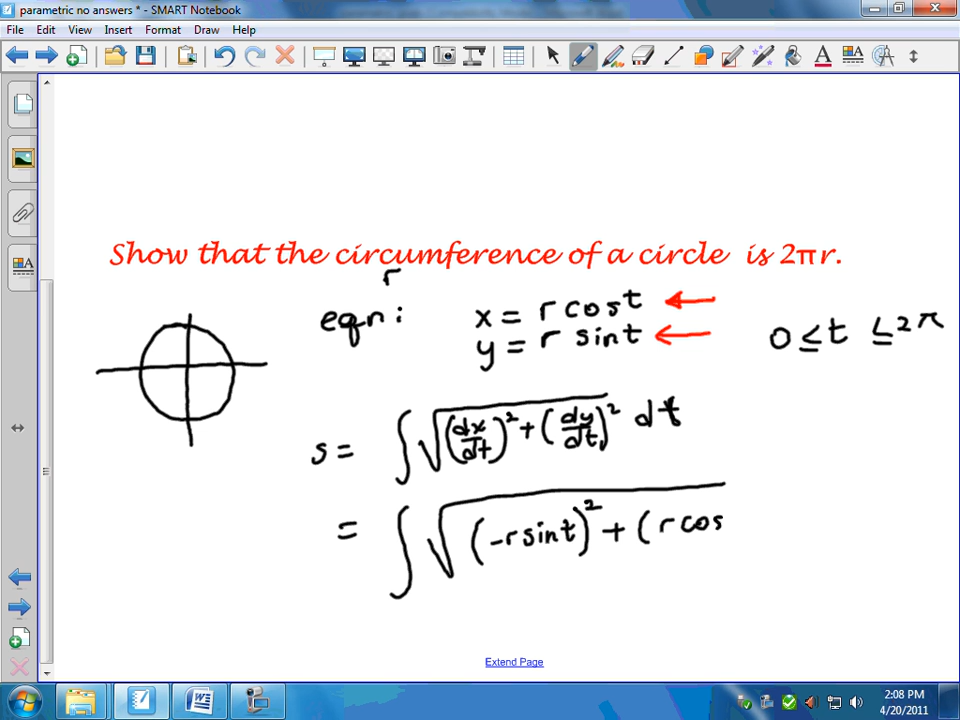 parametric no answers * - SMART Notebook
File Edit View Insert Format Draw Help
Show that the circumference of a circle is 2πr.
r
eqn: x = r cos t
y = r sin t
0 ≤ t ≤ 2π
s = ∫ √((dx/dt)² + (dy/dt)² dt
= ∫ √((-r sin t)² + (r cos
Extend Page
2:08 PM
4/20/2011